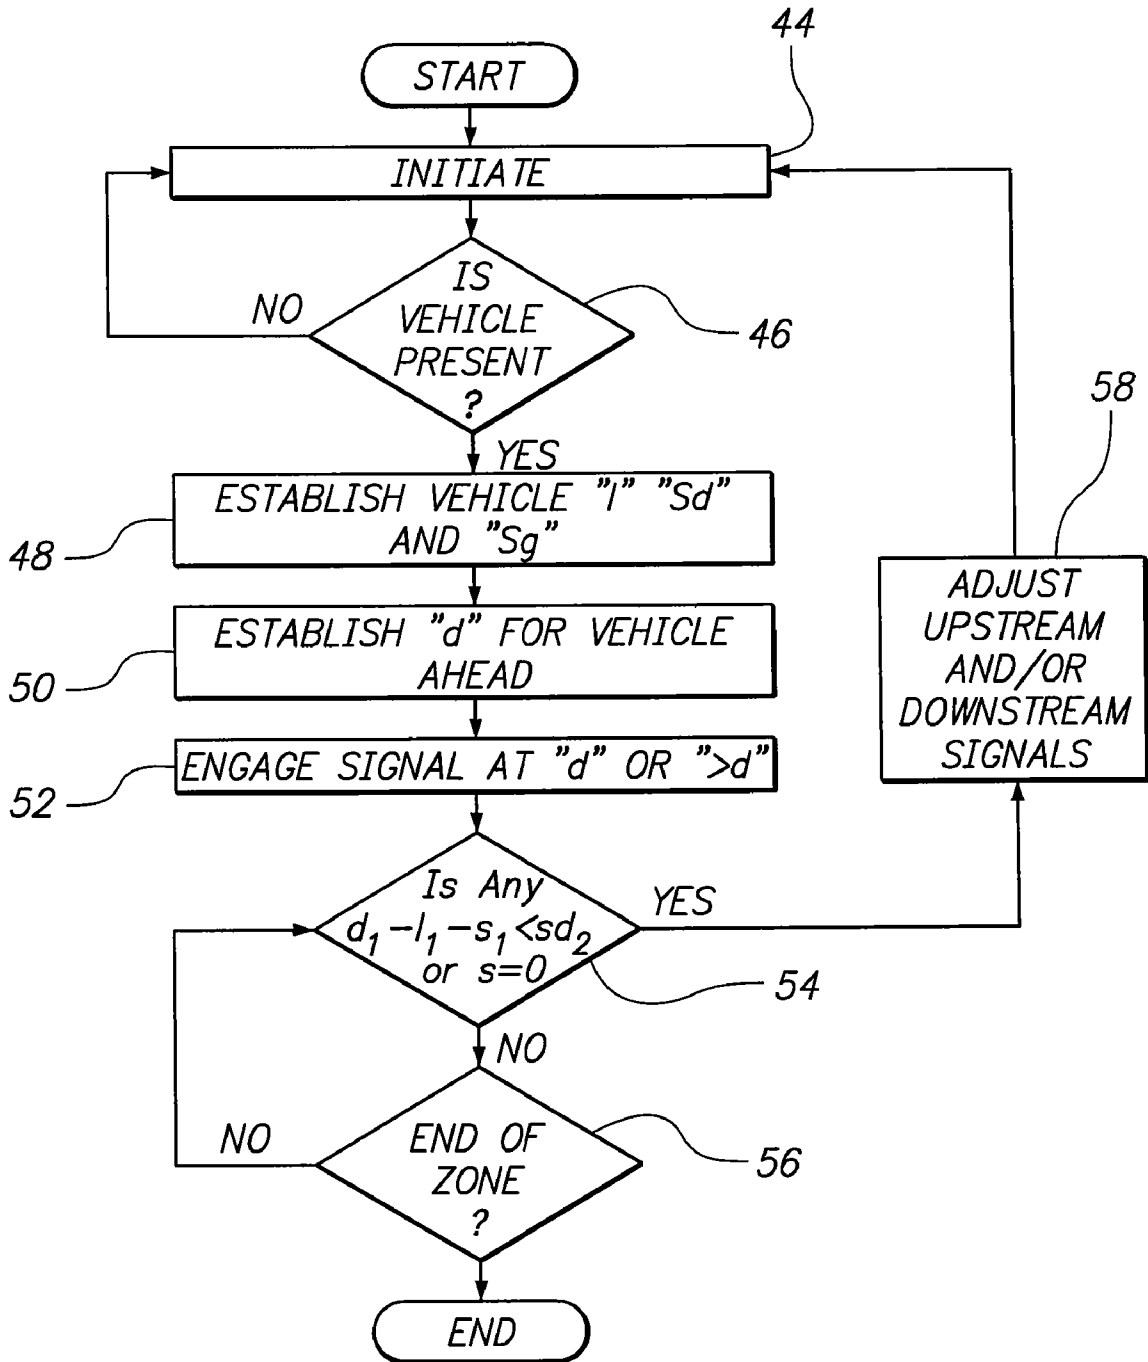 44
START
INITIATE
IS
VEHICLE
PRESENT
?
NO
46
YES
58
ESTABLISH VEHICLE "l" "Sd"
AND "Sg"
48
ESTABLISH "d" FOR VEHICLE
AHEAD
50
ADJUST
UPSTREAM
AND/OR
DOWNSTREAM
SIGNALS
ENGAGE SIGNAL AT "d" OR ">d"
52
Is Any
d₁-l₁-s₁<sd₂
or s=0
YES
54
NO
END OF
ZONE
?
NO
56
END